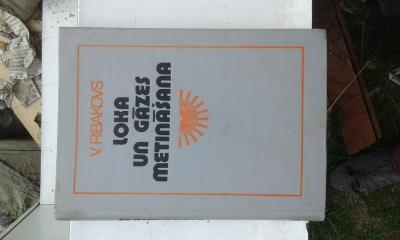 V. RIBAKOVS
LOKA
UN GĀZES
METINĀŠANA